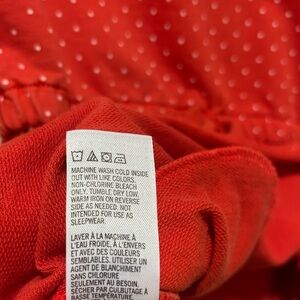 MACHINE WASH COLD INSIDE
OUT WITH LIKE COLORS.
NON-CHLORINE BLEACH
ONLY. TUMBLE DRY LOW.
WARM IRON ON REVERSE
SIDE AS NEEDED. NOT
INTENDED FOR USE AS
SLEEPWEAR.
LAVER À LA MACHINE À
L'EAU FROIDE, À L'ENVERS
ET AVEC DES COULEURS
SEMBLABLES. UTILISER UN
AGENT DE BLANCHIMENT
SANS CHLORURE
SEULEMENT AU BESOIN.
SÉCHER PAR CULBUTAGE À
BASSE TEMPÉRATURE.